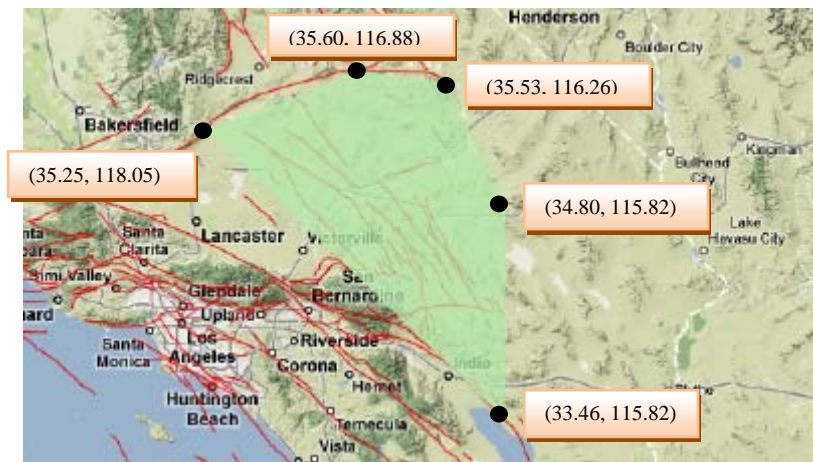 Henderson
(35.60, 116.88)
Boulder City
Ridgecrest
(35.53, 116.26)
Bakersfield
Kingman
Bullhead
City
(35.25, 118.05)
(34.80, 115.82)
Lake
Havasu City
Santa
Clarita
Lancaster
Victorville
Simi Valley
San
Bernardino
Glendale
Upland
Los
Angeles
Riverside
Santa
Monica
Corona
Indio
Hemet
Huntington
Beach
(33.46, 115.82)
Temecula
Vista